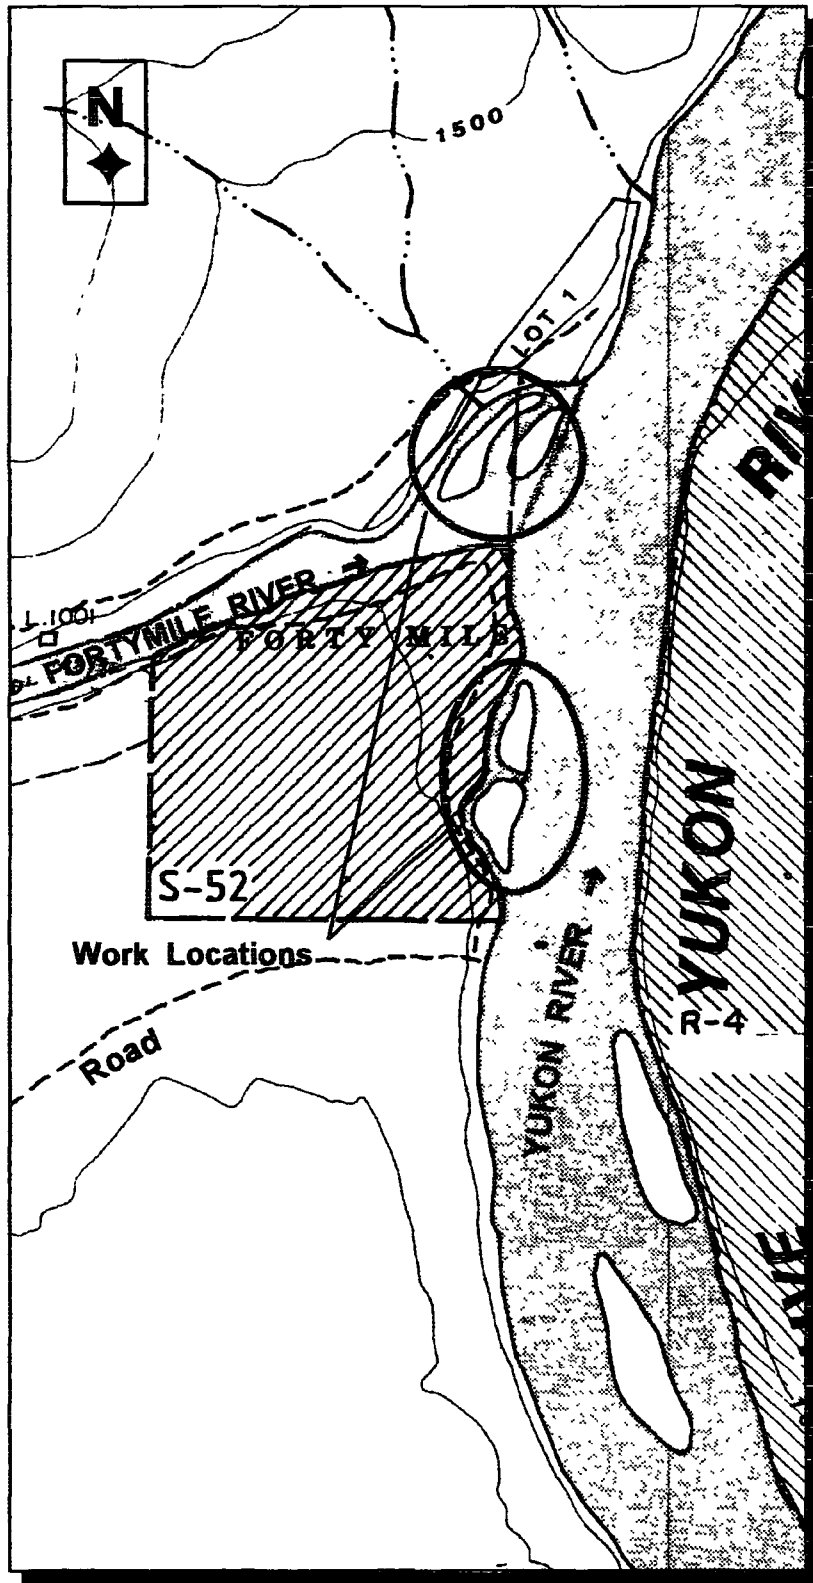 N
1500
LOT 1
FORTYMILE RIVER
FORTY MILE
S-52
Work Locations
Road
YUKON RIVER
YUKON
R-4